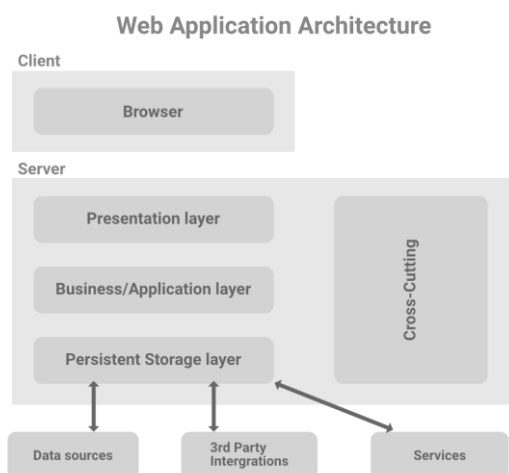 Web Application Architecture
Client
Browser
Server
Presentation layer
Business/Application layer
Persistent Storage layer
Cross-Cutting
Data sources
3rd Party
Intergrations
Services